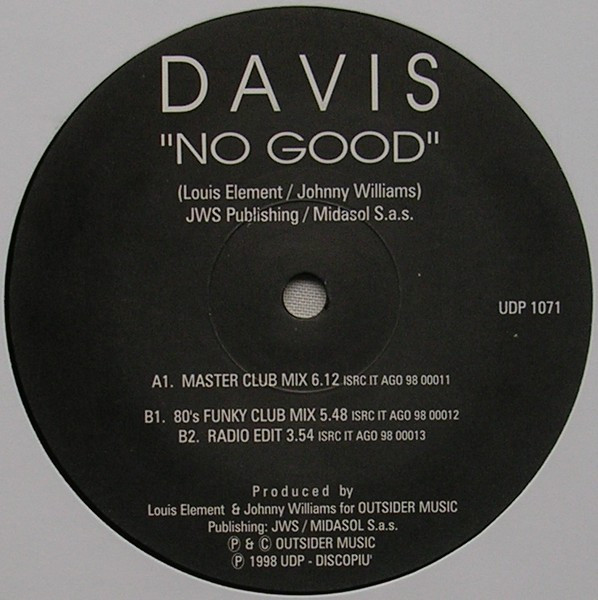 DAVIS
"NO GOOD"
(Louis Element / Johnny Williams)
JWS Publishing / Midasol S.a.s.
UDP 1071
A1. MASTER CLUB MIX 6.12 ISRC IT AGO 98 00011
B1. 80's FUNKY CLUB MIX 5.48 ISRC IT AGO 98 00012
B2. RADIO EDIT 3.54 ISRC IT AGO 98 00013
Produced by
Louis Element & Johnny Williams for OUTSIDER MUSIC
Publishing: JWS / MIDASOL S.a.s.
℗ & © OUTSIDER MUSIC
℗ 1998 UDP - DISCOPIU'